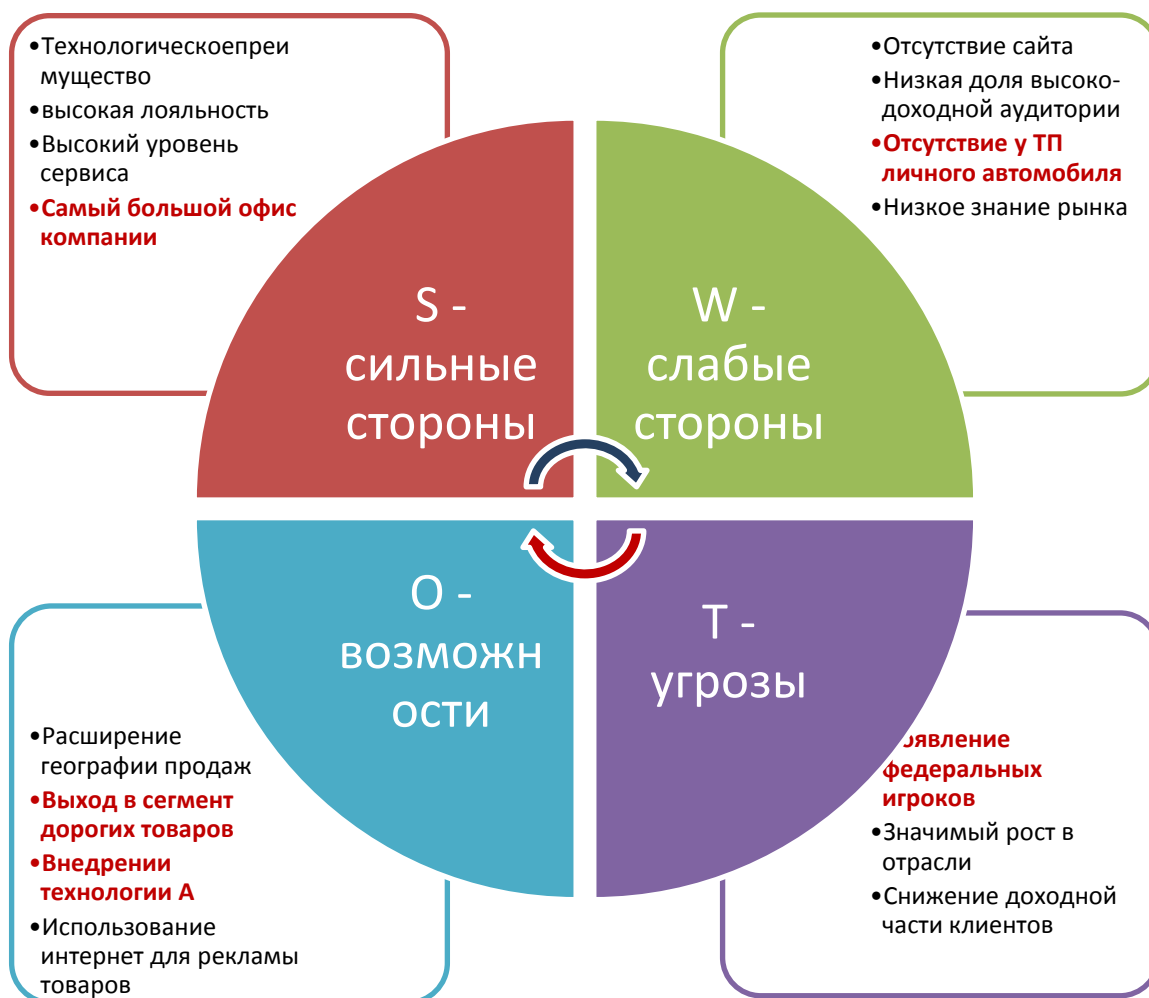 •Технологическоепреи
мущество
•высокая лояльность
•Высокий уровень
сервиса
•Самый большой офис
компании
•Отсутствие сайта
•Низкая доля высоко-
доходной аудитории
•Отсутствие у ТП
личного автомобиля
•Низкое знание рынка
S -
сильные
стороны
W -
слабые
стороны
O -
возможн
ости
T -
угрозы
•Расширение
географии продаж
•Выход в сегмент
дорогих товаров
•Внедрении
технологии А
•Использование
интернет для рекламы
товаров
федеральных
игроков
•Значимый рост в
отрасли
•Снижение доходной
части клиентов